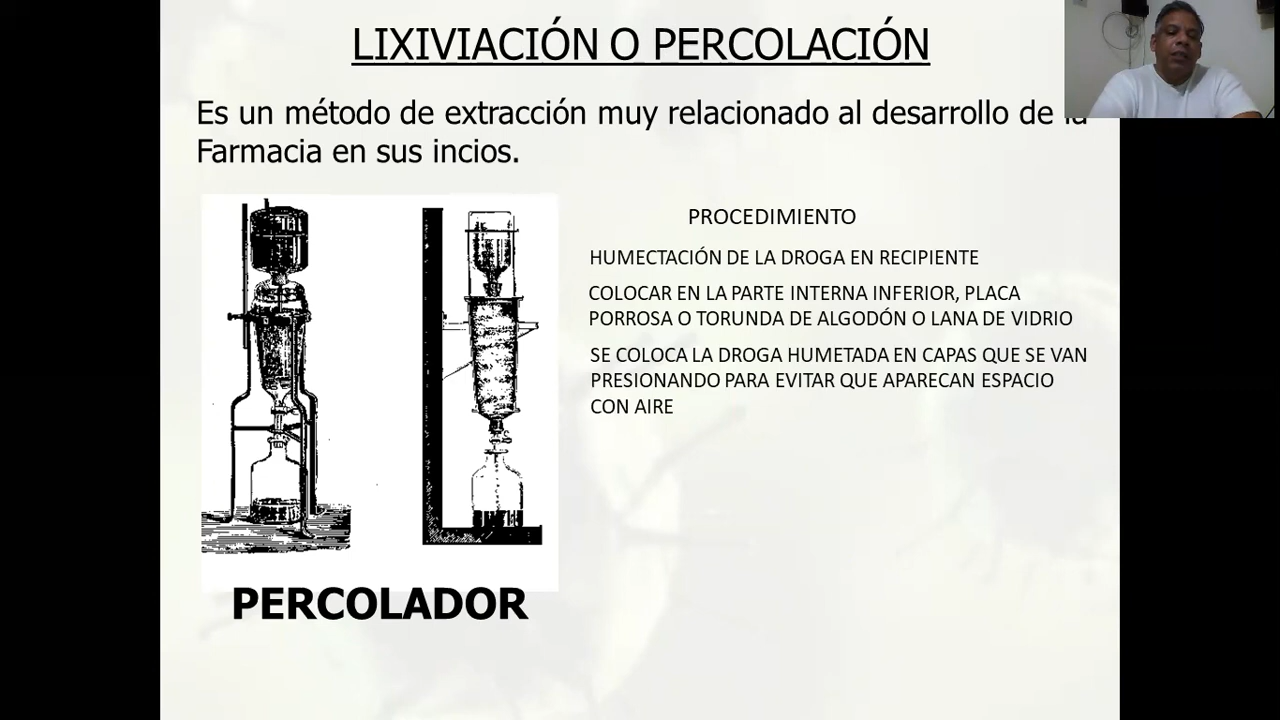 LIXIVIACIÓN O PERCOLACIÓN
Es un método de extracción muy relacionado al desarrollo de
Farmacia en sus incios.
PROCEDIMIENTO
HUMECTACIÓN DE LA DROGA EN RECIPIENTE
COLOCAR EN LA PARTE INTERNA INFERIOR, PLACA
PORROSA O TORUNDA DE ALGODÓN O LANA DE VIDRIO
SE COLOCA LA DROGA HUMETADA EN CAPAS QUE SE VAN
PRESIONANDO PARA EVITAR QUE APARECAN ESPACIO
CON AIRE
PERCOLADOR